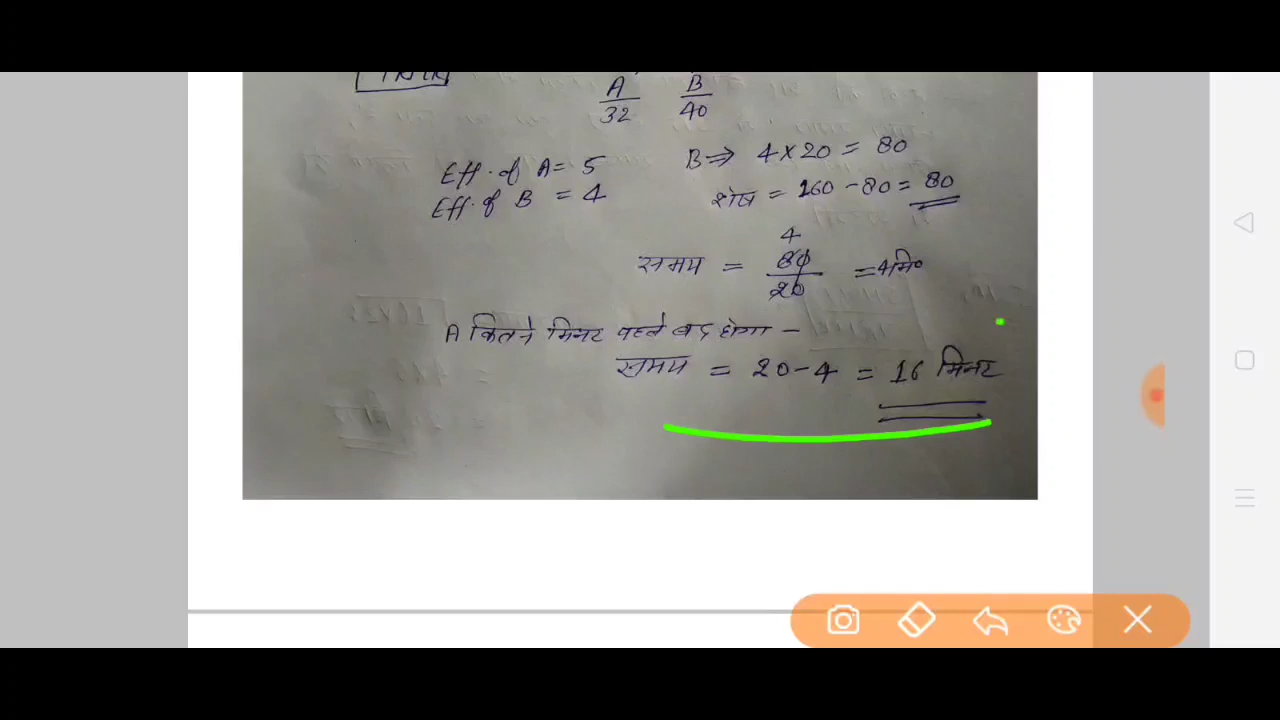 A B
32 40
Eff. of A = 5 B ⇒ 4 × 20 = 80
Eff. of B = 4 शेष = 160 - 80 = 80
4
समय = 80/20 = 4 मि०
A कितने मिनट पहले बंद होगा -
समय = 20 - 4 = 16 मिनट